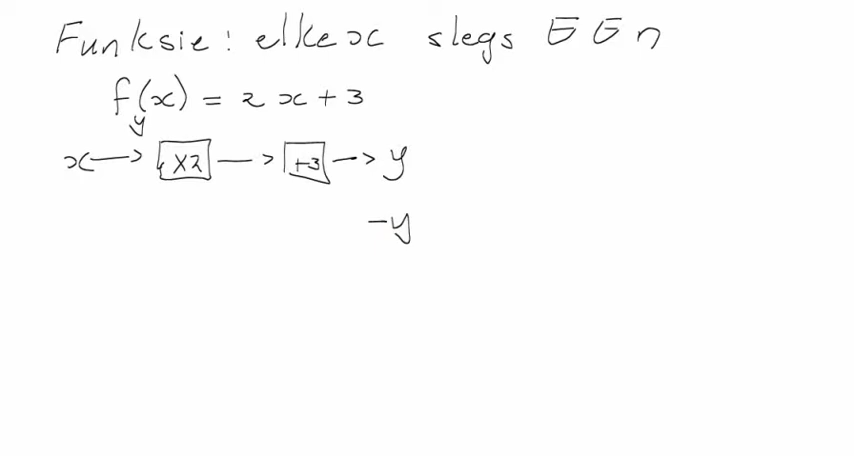 Funksie: elke x slegs EEn
f(x) = 2x + 3
y
x → ×2 → +3 → y
-y